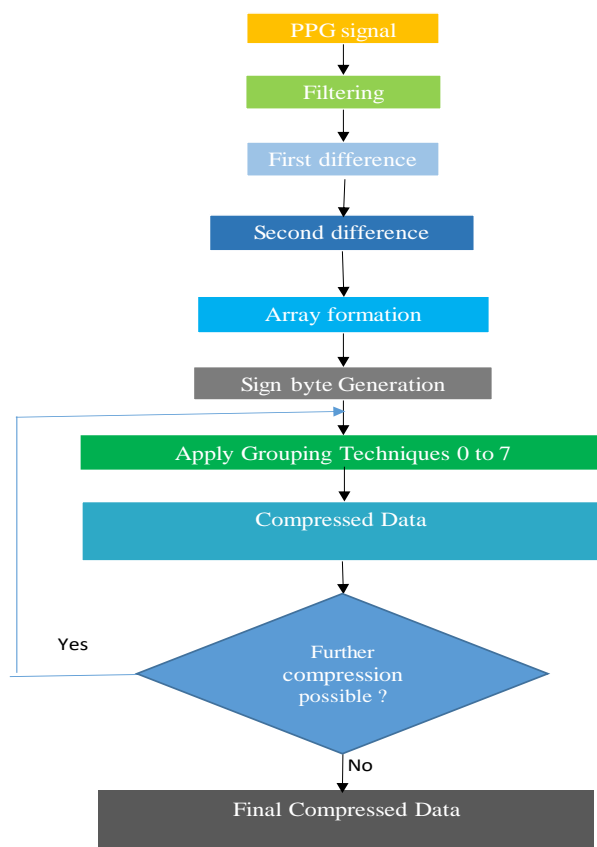 PPG signal
Filtering
First difference
Second difference
Array formation
Sign byte Generation
Apply Grouping Techniques 0 to 7
Compressed Data
Yes
Further
compression
possible ?
No
Final Compressed Data